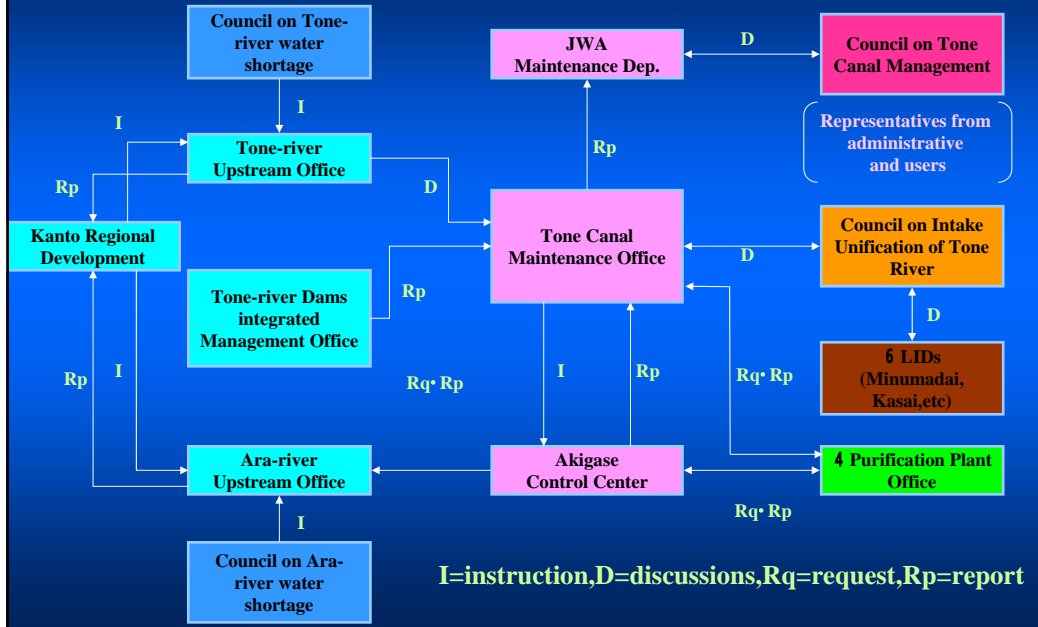 Council on Tone-
river water
shortage
JWA
Maintenance Dep.
D
Council on Tone
Canal Management
I
I
Representatives from
administrative
and users
Tone-river
Upstream Office
Rp
Rp
D
Kanto Regional
Development
Tone Canal
Maintenance Office
Council on Intake
Unification of Tone
River
D
Tone-river Dams
integrated
Management Office
Rp
D
Rp
I
Rq・Rp
I
Rp
Rq・Rp
6 LIDs
(Minumadai,
Kasai,etc)
Ara-river
Upstream Office
Akigase
Control Center
4 Purification Plant
Office
I
Rq・Rp
Council on Ara-
river water
shortage
I=instruction,D=discussions,Rq=request,Rp=report